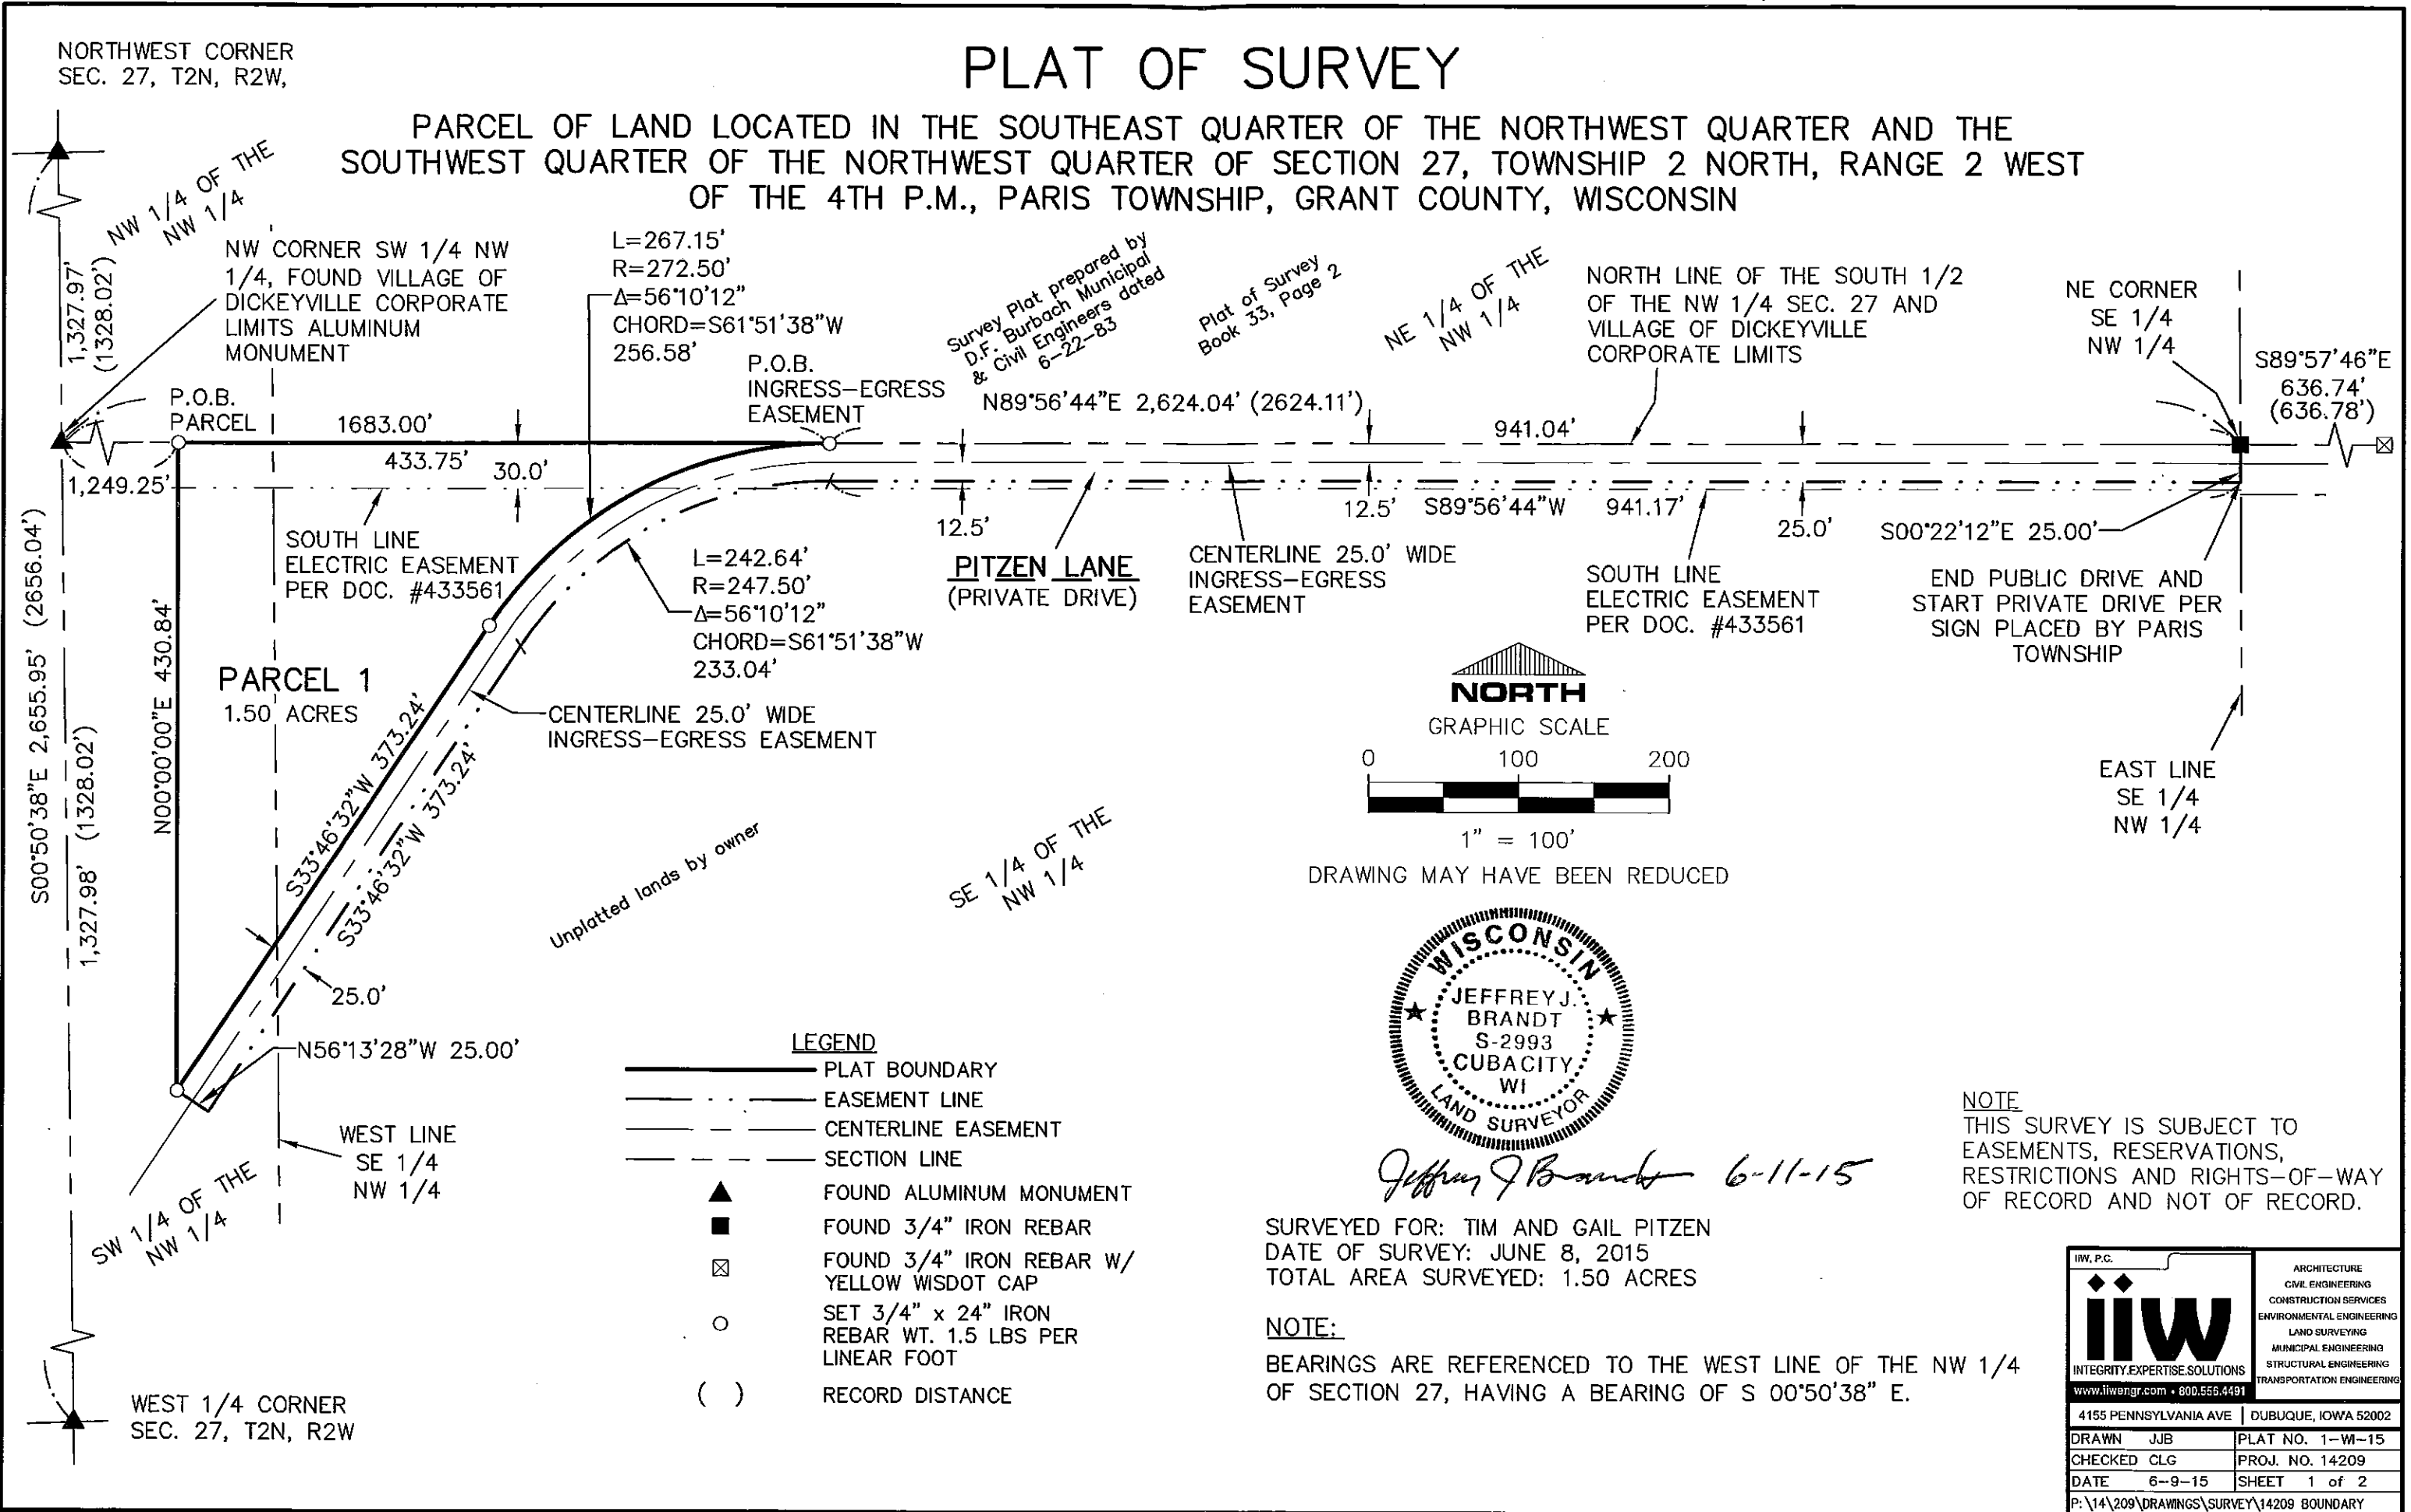 PLAT OF SURVEY
PARCEL OF LAND LOCATED IN THE SOUTHEAST QUARTER OF THE NORTHWEST QUARTER AND THE
SOUTHWEST QUARTER OF THE NORTHWEST QUARTER OF SECTION 27, TOWNSHIP 2 NORTH, RANGE 2 WEST
OF THE 4TH P.M., PARIS TOWNSHIP, GRANT COUNTY, WISCONSIN
NORTHWEST CORNER
SEC. 27, T2N, R2W,
NW 1/4 OF THE
NW 1/4
1,327.97'
(1328.02')
NW CORNER SW 1/4 NW
1/4, FOUND VILLAGE OF
DICKEYVILLE CORPORATE
LIMITS ALUMINUM
MONUMENT
L=267.15'
R=272.50'
Δ=56°10'12"
CHORD=S61°51'38"W
256.58'
P.O.B.
INGRESS-EGRESS
EASEMENT
Survey Plat prepared by
D.F. Burbach Municipal
& Civil Engineers dated
6-22-83
Plat of Survey
Book 33, Page 2
NE 1/4 OF THE
NW 1/4
NORTH LINE OF THE SOUTH 1/2
OF THE NW 1/4 SEC. 27 AND
VILLAGE OF DICKEYVILLE
CORPORATE LIMITS
NE CORNER
SE 1/4
NW 1/4
S89°57'46"E
636.74'
(636.78')
P.O.B.
PARCEL
1683.00'
N89°56'44"E 2,624.04' (2624.11')
941.04'
433.75'
30.0'
1,249.25'
12.5'
12.5'
S89°56'44"W
941.17'
25.0'
S00°22'12"E 25.00'
SOUTH LINE
ELECTRIC EASEMENT
PER DOC. #433561
L=242.64'
R=247.50'
Δ=56°10'12"
CHORD=S61°51'38"W
233.04'
PITZEN LANE
(PRIVATE DRIVE)
CENTERLINE 25.0' WIDE
INGRESS-EGRESS
EASEMENT
SOUTH LINE
ELECTRIC EASEMENT
PER DOC. #433561
END PUBLIC DRIVE AND
START PRIVATE DRIVE PER
SIGN PLACED BY PARIS
TOWNSHIP
S00°50'38"E 2,655.95' (2656.04')
1,327.98' (1328.02')
N00°00'00"E 430.84'
PARCEL 1
1.50 ACRES
S33°46'32"W 373.24'
S33°46'32"W 373.24'
CENTERLINE 25.0' WIDE
INGRESS-EGRESS EASEMENT
NORTH
GRAPHIC SCALE
0 100 200
1" = 100'
DRAWING MAY HAVE BEEN REDUCED
EAST LINE
SE 1/4
NW 1/4
Unplatted lands by owner
SE 1/4 OF THE
NW 1/4
25.0'
N56°13'28"W 25.00'
WEST LINE
SE 1/4
NW 1/4
SW 1/4 OF THE
NW 1/4
WEST 1/4 CORNER
SEC. 27, T2N, R2W
LEGEND
PLAT BOUNDARY
EASEMENT LINE
CENTERLINE EASEMENT
SECTION LINE
FOUND ALUMINUM MONUMENT
FOUND 3/4" IRON REBAR
FOUND 3/4" IRON REBAR W/
YELLOW WISDOT CAP
SET 3/4" x 24" IRON
REBAR WT. 1.5 LBS PER
LINEAR FOOT
( ) RECORD DISTANCE
WISCONSIN
JEFFREY J.
BRANDT
S-2993
CUBACITY
WI
LAND SURVEYOR
Jeffrey J Brandt 6-11-15
SURVEYED FOR: TIM AND GAIL PITZEN
DATE OF SURVEY: JUNE 8, 2015
TOTAL AREA SURVEYED: 1.50 ACRES
NOTE:
BEARINGS ARE REFERENCED TO THE WEST LINE OF THE NW 1/4
OF SECTION 27, HAVING A BEARING OF S 00°50'38" E.
NOTE
THIS SURVEY IS SUBJECT TO
EASEMENTS, RESERVATIONS,
RESTRICTIONS AND RIGHTS-OF-WAY
OF RECORD AND NOT OF RECORD.
IIW, P.C.
iiw
INTEGRITY.EXPERTISE.SOLUTIONS
www.iiwengr.com • 800.556.4491
ARCHITECTURE
CIVIL ENGINEERING
CONSTRUCTION SERVICES
ENVIRONMENTAL ENGINEERING
LAND SURVEYING
MUNICIPAL ENGINEERING
STRUCTURAL ENGINEERING
TRANSPORTATION ENGINEERING
4155 PENNSYLVANIA AVE DUBUQUE, IOWA 52002
DRAWN JJB PLAT NO. 1-WI-15
CHECKED CLG PROJ. NO. 14209
DATE 6-9-15 SHEET 1 of 2
P:\14\209\DRAWINGS\SURVEY\14209 BOUNDARY